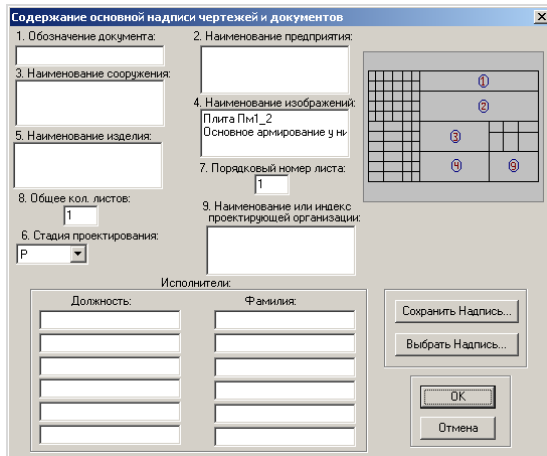 Содержание основной надписи чертежей и документов
1. Обозначение документа:
2. Наименование предприятия:
3. Наименование сооружения:
4. Наименование изображений:
Плита Пм1_2
Основное армирование у ни
5. Наименование изделия:
7. Порядковый номер листа:
1
8. Общее кол. листов:
1
9. Наименование или индекс
проектирующей организации:
6. Стадия проектирования:
Р
1
2
3
9
9
Исполнители:
Должность:
Фамилия:
Сохранить Надпись...
Выбрать Надпись...
OK
Отмена